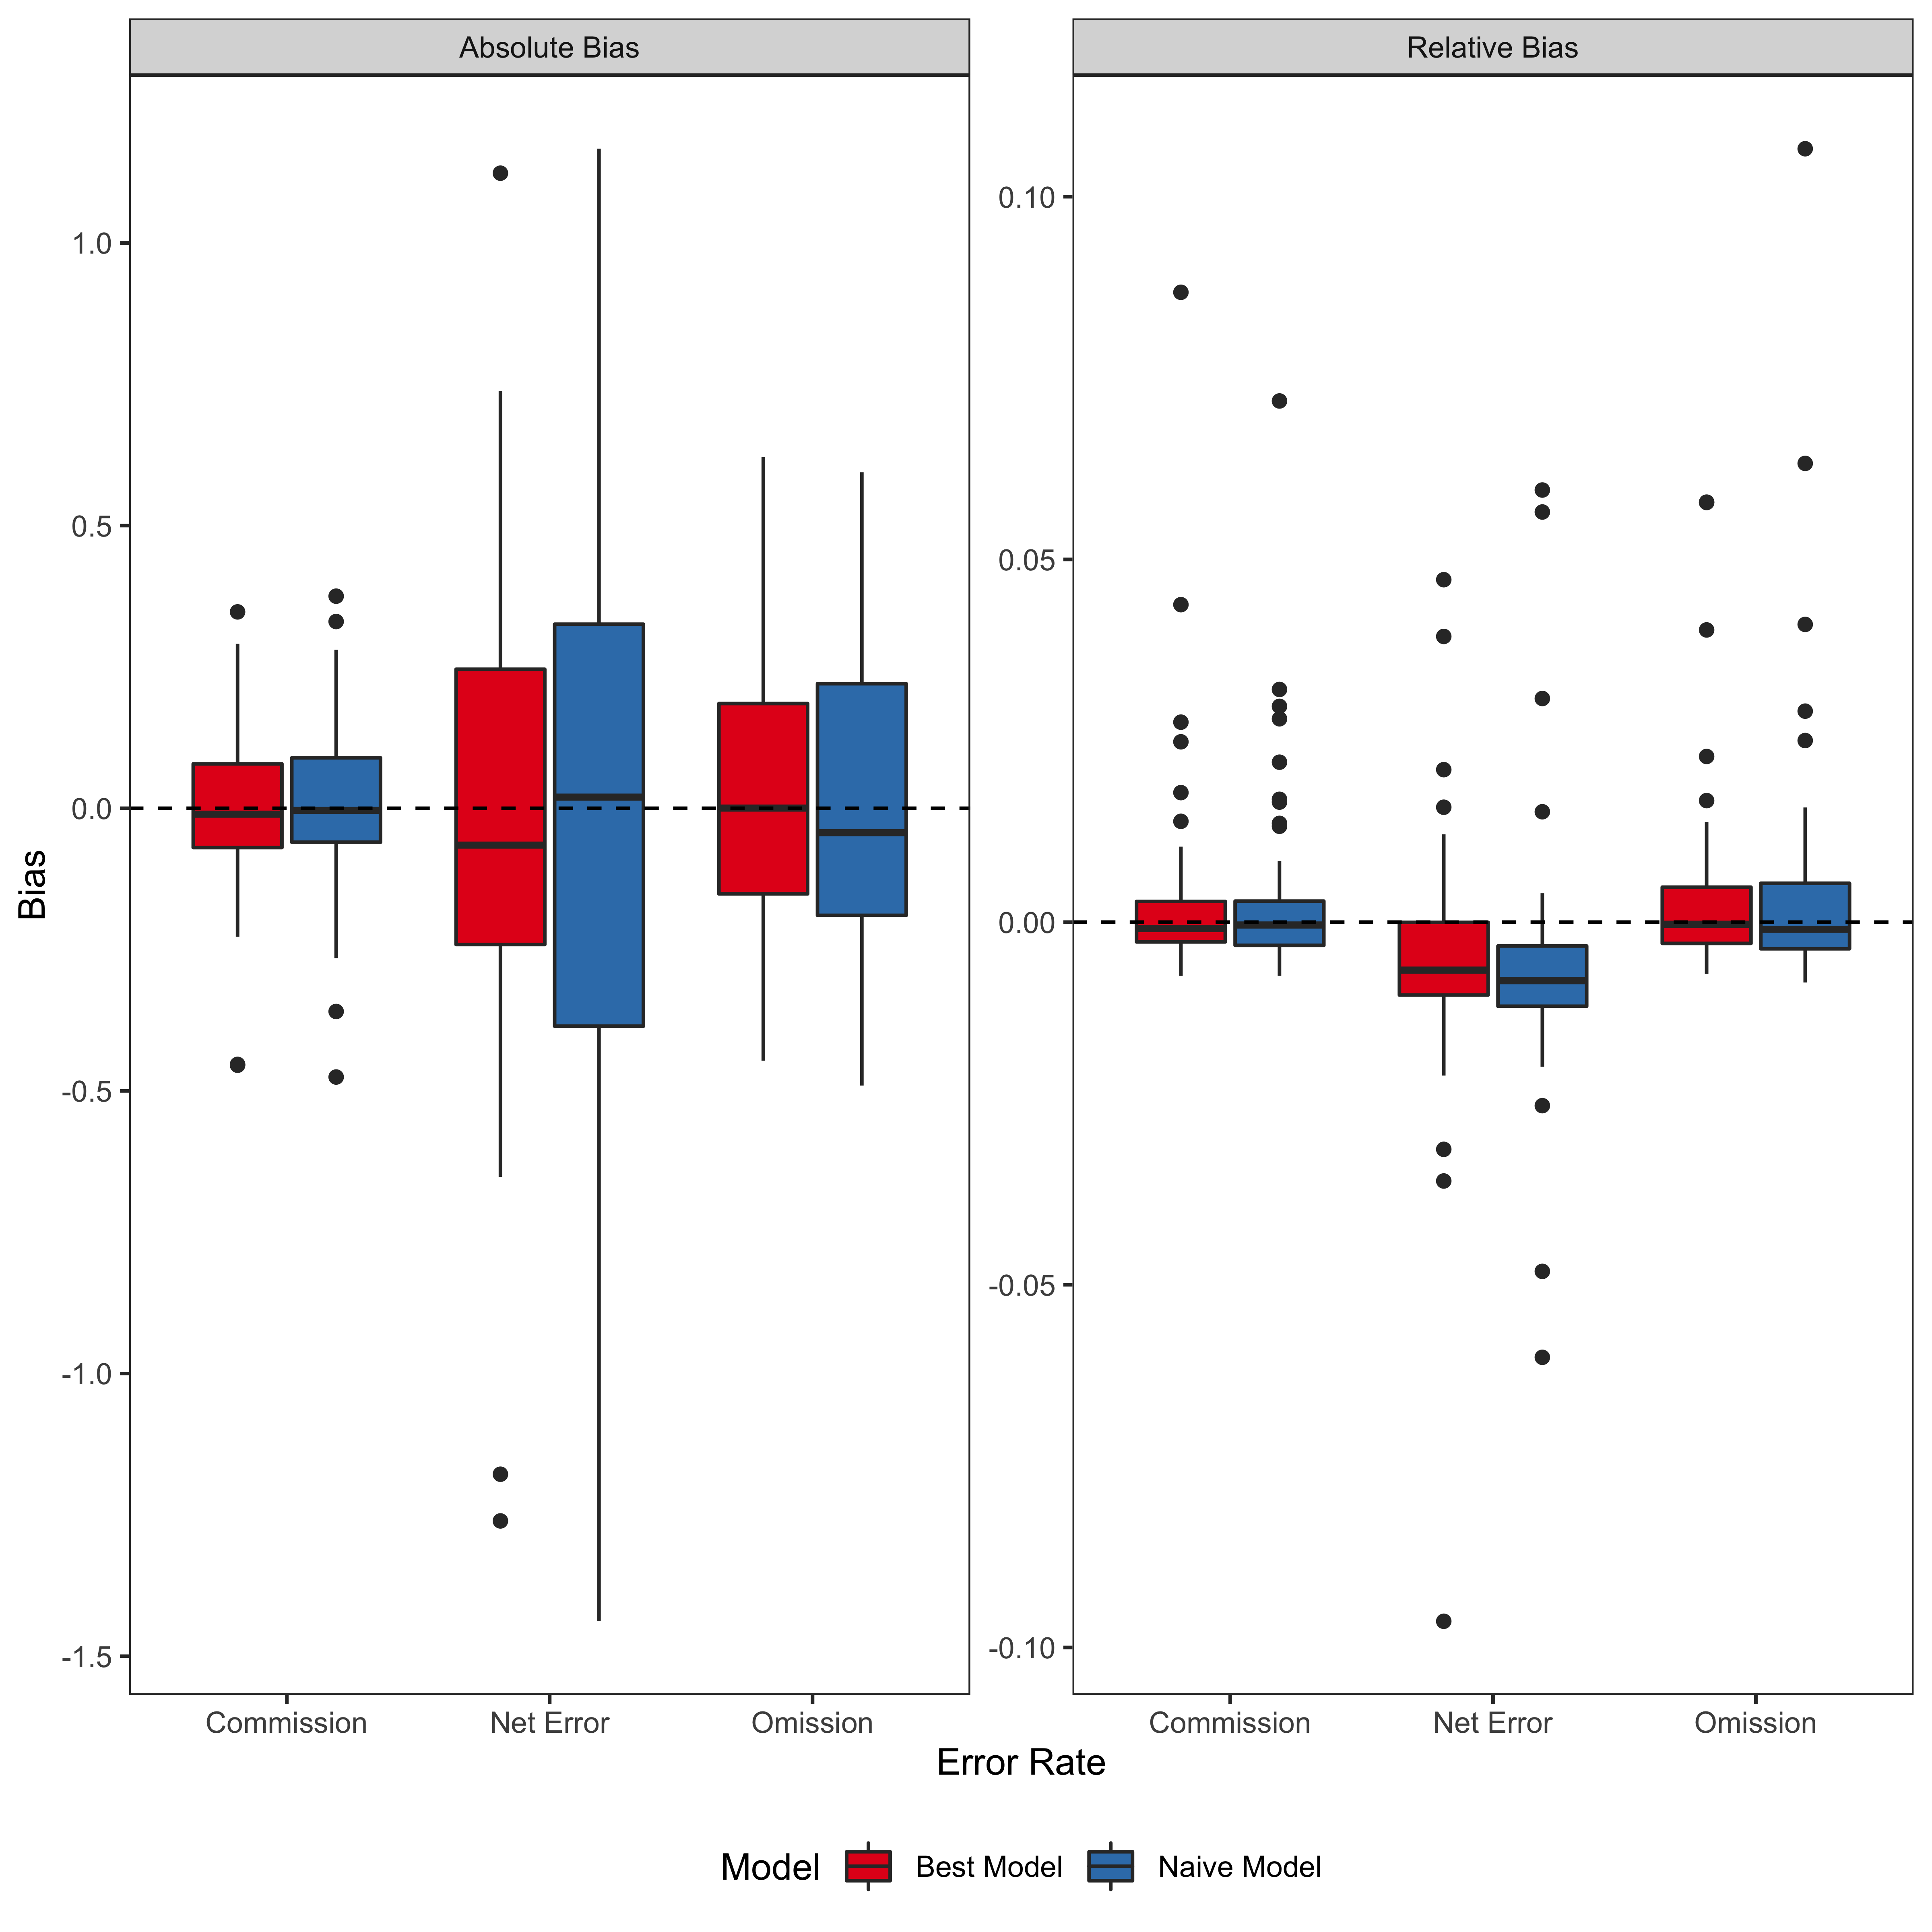 Absolute Bias
Relative Bias
Bias
1.0
0.5
0.0
-0.5
-1.0
-1.5
0.10
0.05
0.00
-0.05
-0.10
Commission Net Error Omission
Commission Net Error Omission
Error Rate
Model Best Model Naive Model